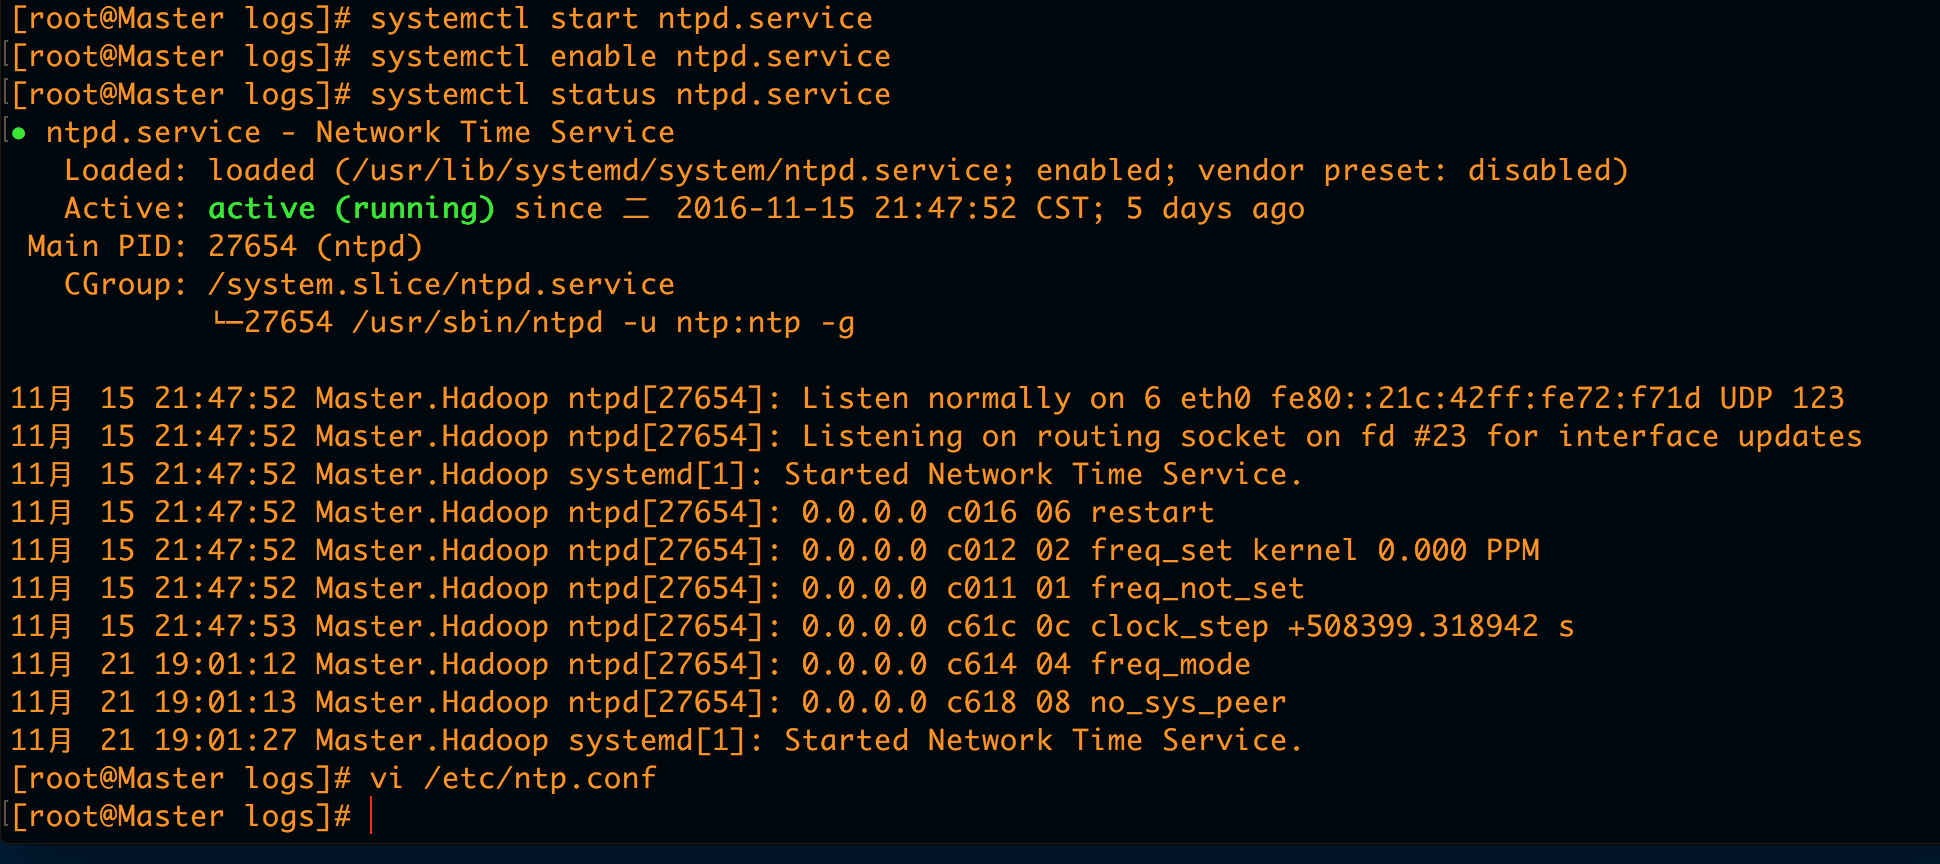 [root@Master logs]# systemctl start ntpd.service
[root@Master logs]# systemctl enable ntpd.service
[root@Master logs]# systemctl status ntpd.service
● ntpd.service - Network Time Service
   Loaded: loaded (/usr/lib/systemd/system/ntpd.service; enabled; vendor preset: disabled)
   Active: active (running) since 二 2016-11-15 21:47:52 CST; 5 days ago
 Main PID: 27654 (ntpd)
   CGroup: /system.slice/ntpd.service
           └─27654 /usr/sbin/ntpd -u ntp:ntp -g
11月 15 21:47:52 Master.Hadoop ntpd[27654]: Listen normally on 6 eth0 fe80::21c:42ff:fe72:f71d UDP 123
11月 15 21:47:52 Master.Hadoop ntpd[27654]: Listening on routing socket on fd #23 for interface updates
11月 15 21:47:52 Master.Hadoop systemd[1]: Started Network Time Service.
11月 15 21:47:52 Master.Hadoop ntpd[27654]: 0.0.0.0 c016 06 restart
11月 15 21:47:52 Master.Hadoop ntpd[27654]: 0.0.0.0 c012 02 freq_set kernel 0.000 PPM
11月 15 21:47:52 Master.Hadoop ntpd[27654]: 0.0.0.0 c011 01 freq_not_set
11月 15 21:47:53 Master.Hadoop ntpd[27654]: 0.0.0.0 c61c 0c clock_step +508399.318942 s
11月 21 19:01:12 Master.Hadoop ntpd[27654]: 0.0.0.0 c614 04 freq_mode
11月 21 19:01:13 Master.Hadoop ntpd[27654]: 0.0.0.0 c618 08 no_sys_peer
11月 21 19:01:27 Master.Hadoop systemd[1]: Started Network Time Service.
[root@Master logs]# vi /etc/ntp.conf
[root@Master logs]#